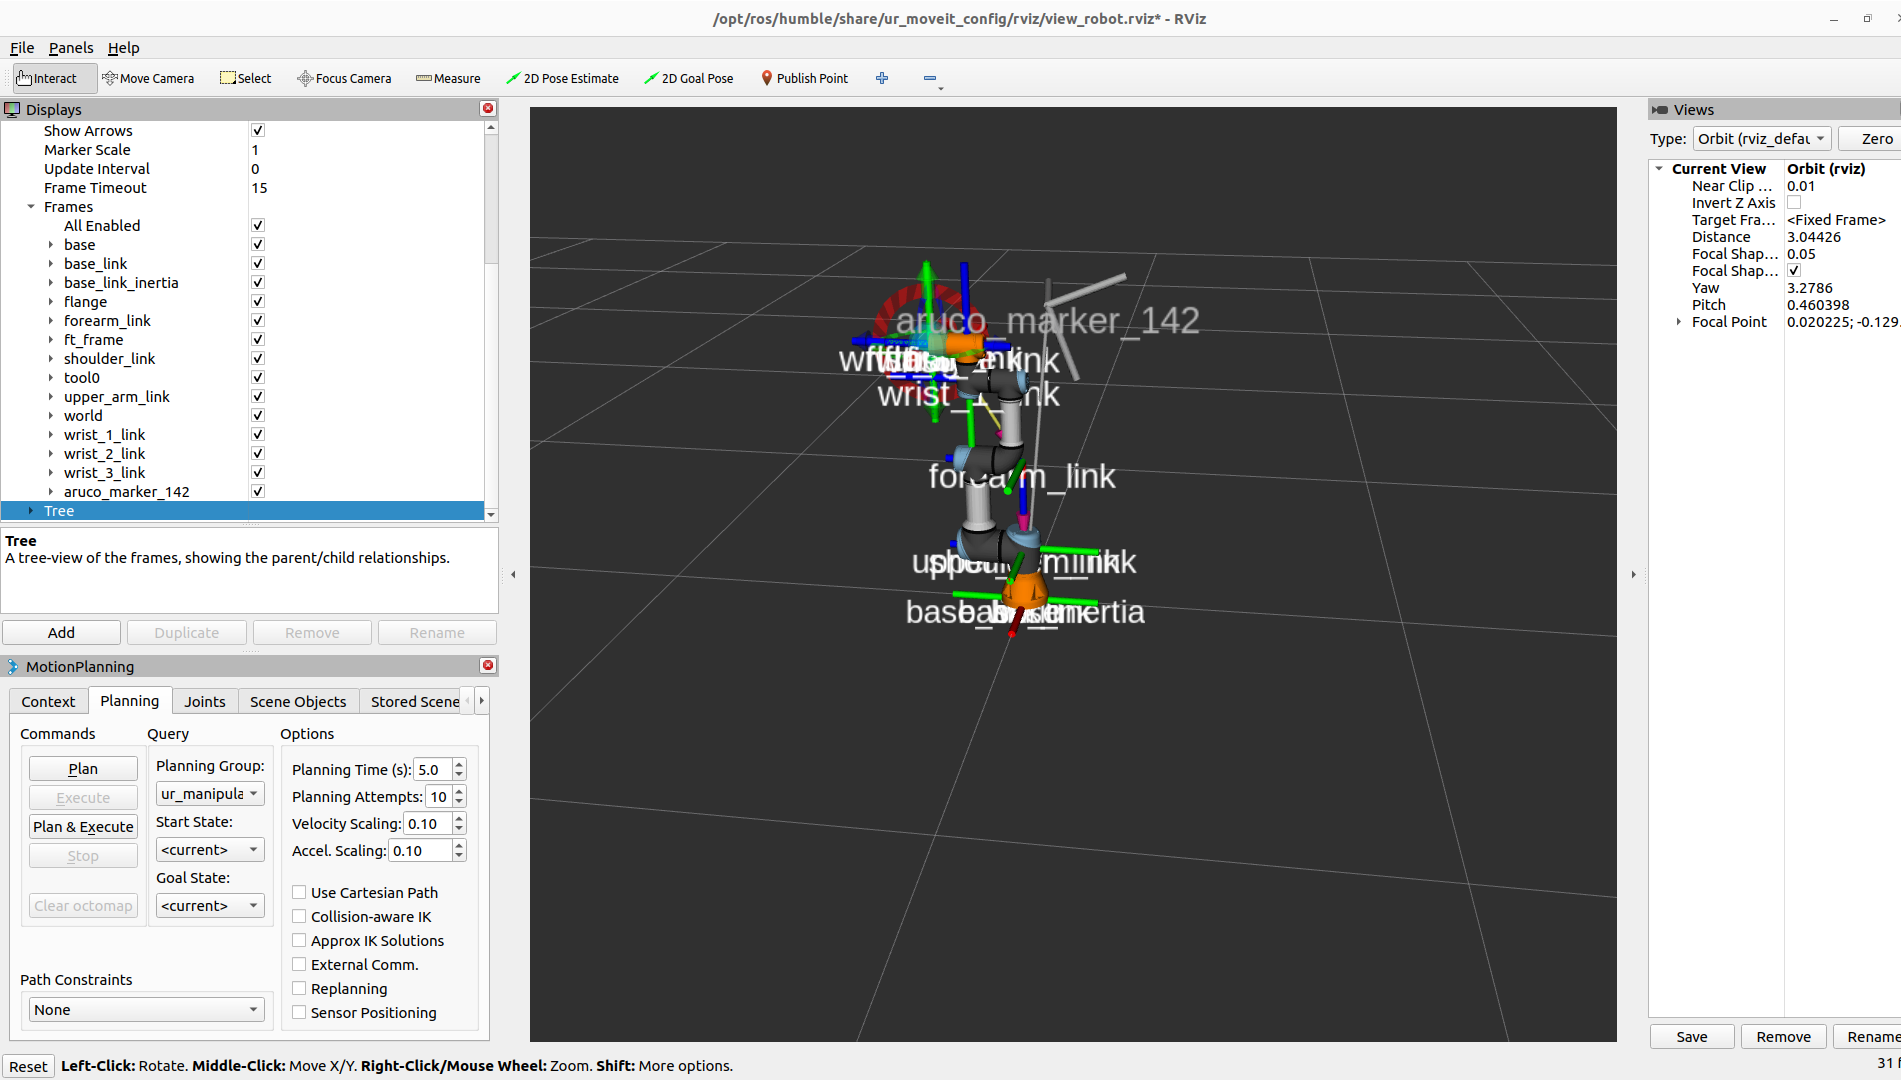 /opt/ros/humble/share/ur_moveit_config/rviz/view_robot.rviz* - RViz
File Panels Help
Interact Move Camera Select Focus Camera Measure 2D Pose Estimate 2D Goal Pose Publish Point
Displays
Show Arrows
Marker Scale 1
Update Interval 0
Frame Timeout 15
Frames
All Enabled
base
base_link
base_link_inertia
flange
forearm_link
ft_frame
shoulder_link
tool0
upper_arm_link
world
wrist_1_link
wrist_2_link
wrist_3_link
aruco_marker_142
Tree
Tree
A tree-view of the frames, showing the parent/child relationships.
Add Duplicate Remove Rename
MotionPlanning
Context Planning Joints Scene Objects Stored Scene
Commands Query Options
Plan
Execute
Plan & Execute
Stop
Clear octomap
Planning Group:
ur_manipula
Start State:
<current>
Goal State:
<current>
Planning Time (s): 5.0
Planning Attempts: 10
Velocity Scaling: 0.10
Accel. Scaling: 0.10
Use Cartesian Path
Collision-aware IK
Approx IK Solutions
External Comm.
Replanning
Sensor Positioning
Path Constraints
None
aruco_marker_142
forearm_link
Views
Type: Orbit (rviz_defau Zero
Current View Orbit (rviz)
Near Clip ... 0.01
Invert Z Axis
Target Fra... <Fixed Frame>
Distance 3.04426
Focal Shap... 0.05
Focal Shap...
Yaw 3.2786
Pitch 0.460398
Focal Point 0.020225; -0.129
Save Remove Rename
Reset Left-Click: Rotate. Middle-Click: Move X/Y. Right-Click/Mouse Wheel: Zoom. Shift: More options.
31 f